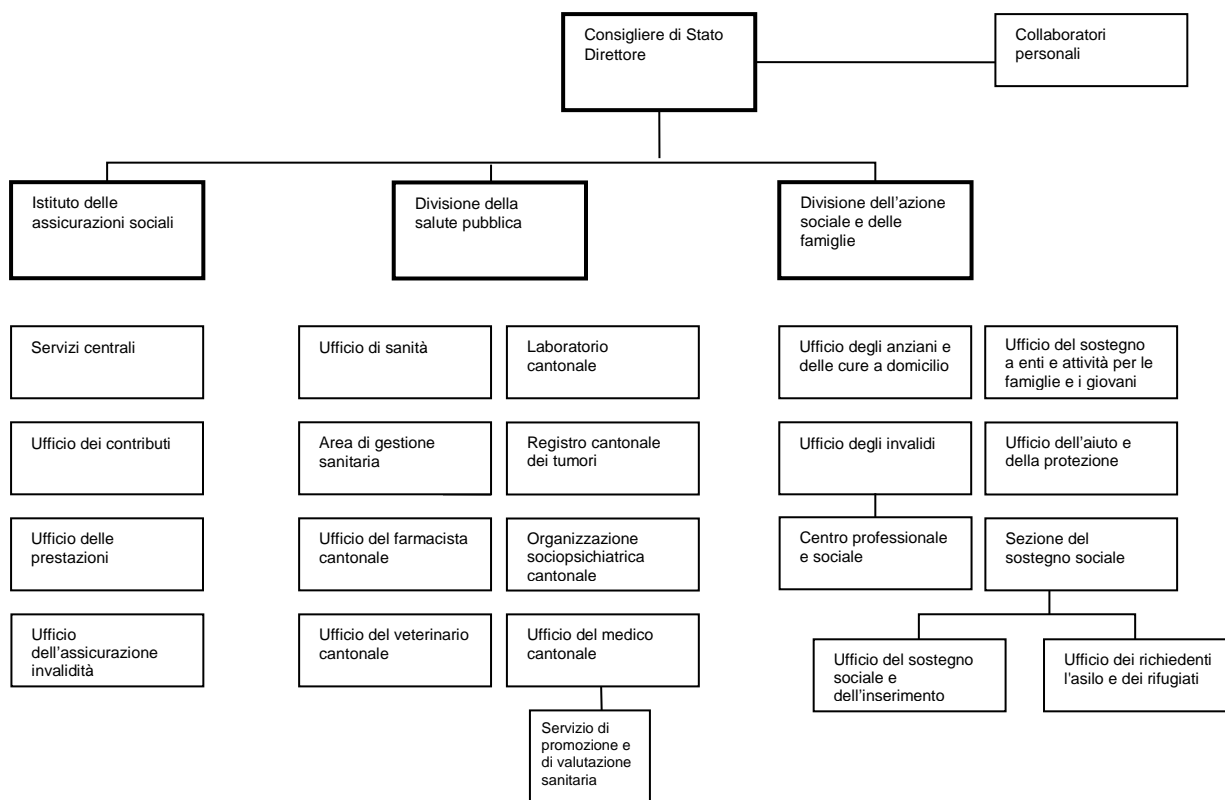 Consigliere di Stato
Direttore
Collaboratori
personali
Istituto delle
assicurazioni sociali
Divisione della
salute pubblica
Divisione dell'azione
sociale e delle
famiglie
Servizi centrali
Ufficio di sanità
Laboratorio
cantonale
Ufficio degli anziani e
delle cure a domicilio
Ufficio del sostegno
a enti e attività per le
famiglie e i giovani
Ufficio dei contributi
Area di gestione
sanitaria
Registro cantonale
dei tumori
Ufficio degli invalidi
Ufficio dell'aiuto e
della protezione
Ufficio delle
prestazioni
Ufficio del farmacista
cantonale
Organizzazione
sociopsichiatrica
cantonale
Centro professionale
e sociale
Sezione del
sostegno sociale
Ufficio
dell'assicurazione
invalidità
Ufficio del veterinario
cantonale
Ufficio del medico
cantonale
Ufficio del sostegno
sociale e
dell'inserimento
Ufficio dei richiedenti
l'asilo e dei rifugiati
Servizio di
promozione e
di valutazione
sanitaria